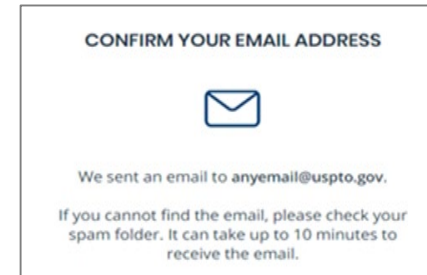 CONFIRM YOUR EMAIL ADDRESS
We sent an email to anyemail@uspto.gov.
If you cannot find the email, please check your
spam folder. It can take up to 10 minutes to
receive the email.